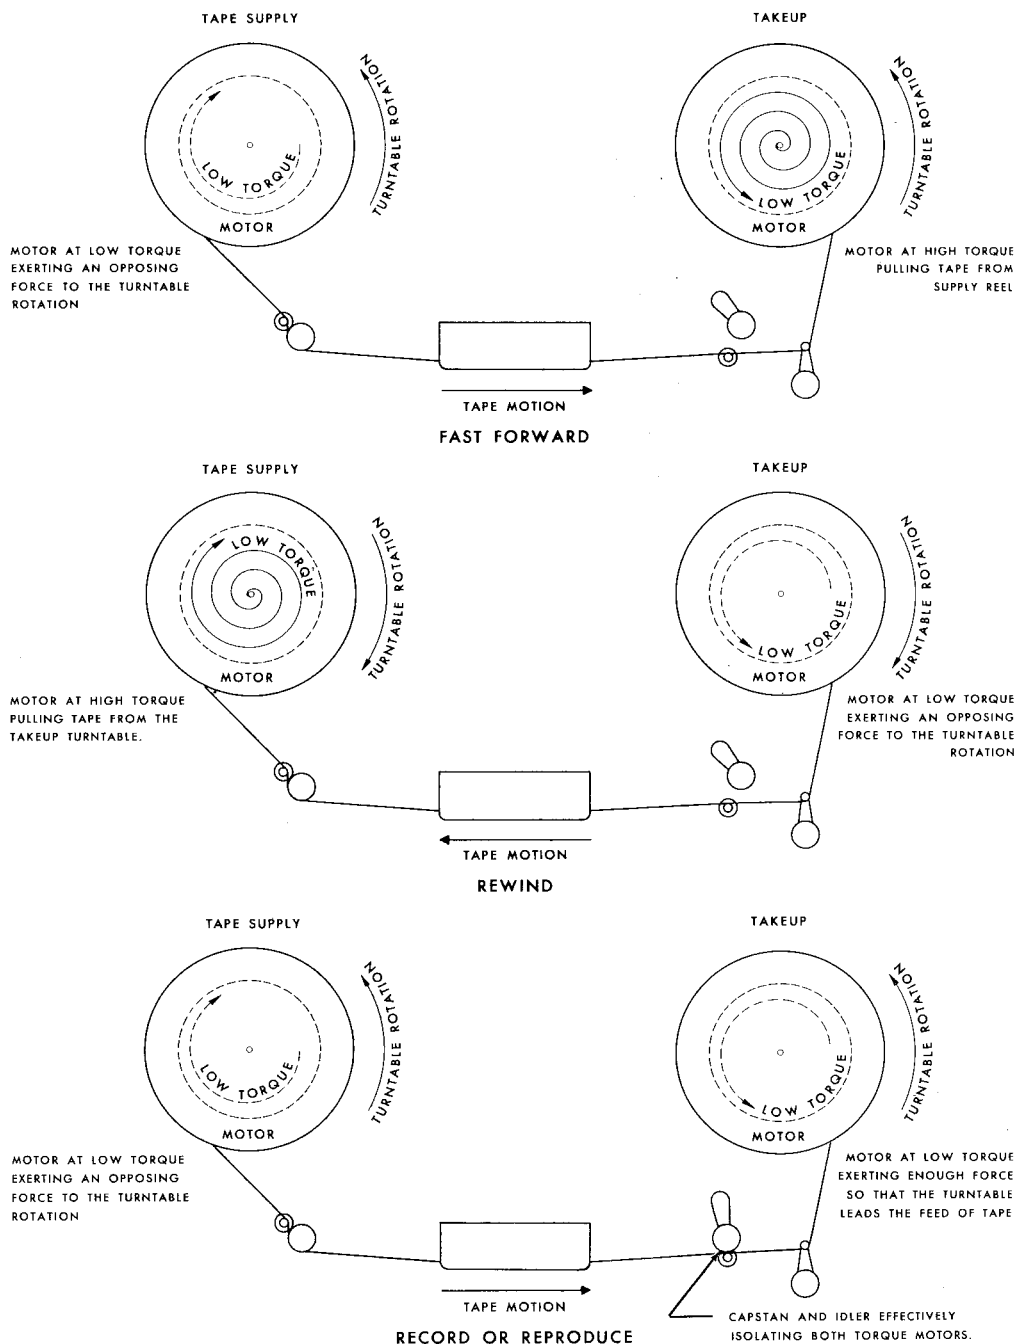 TAPE SUPPLY
TAKEUP
LOW TORQUE
MOTOR
TURNTABLE ROTATION
LOW TORQUE
MOTOR
TURNTABLE ROTATION
MOTOR AT LOW TORQUE
EXERTING AN OPPOSING
FORCE TO THE TURNTABLE
ROTATION
MOTOR AT HIGH TORQUE
PULLING TAPE FROM
SUPPLY REEL
TAPE MOTION
FAST FORWARD
TAPE SUPPLY
TAKEUP
LOW TORQUE
MOTOR
TURNTABLE ROTATION
LOW TORQUE
MOTOR
TURNTABLE ROTATION
MOTOR AT HIGH TORQUE
PULLING TAPE FROM THE
TAKEUP TURNTABLE.
MOTOR AT LOW TORQUE
EXERTING AN OPPOSING
FORCE TO THE TURNTABLE
ROTATION
TAPE MOTION
REWIND
TAPE SUPPLY
TAKEUP
LOW TORQUE
MOTOR
TURNTABLE ROTATION
LOW TORQUE
MOTOR
TURNTABLE ROTATION
MOTOR AT LOW TORQUE
EXERTING AN OPPOSING
FORCE TO THE TURNTABLE
ROTATION
MOTOR AT LOW TORQUE
EXERTING ENOUGH FORCE
SO THAT THE TURNTABLE
LEADS THE FEED OF TAPE
TAPE MOTION
CAPSTAN AND IDLER EFFECTIVELY
ISOLATING BOTH TORQUE MOTORS.
RECORD OR REPRODUCE